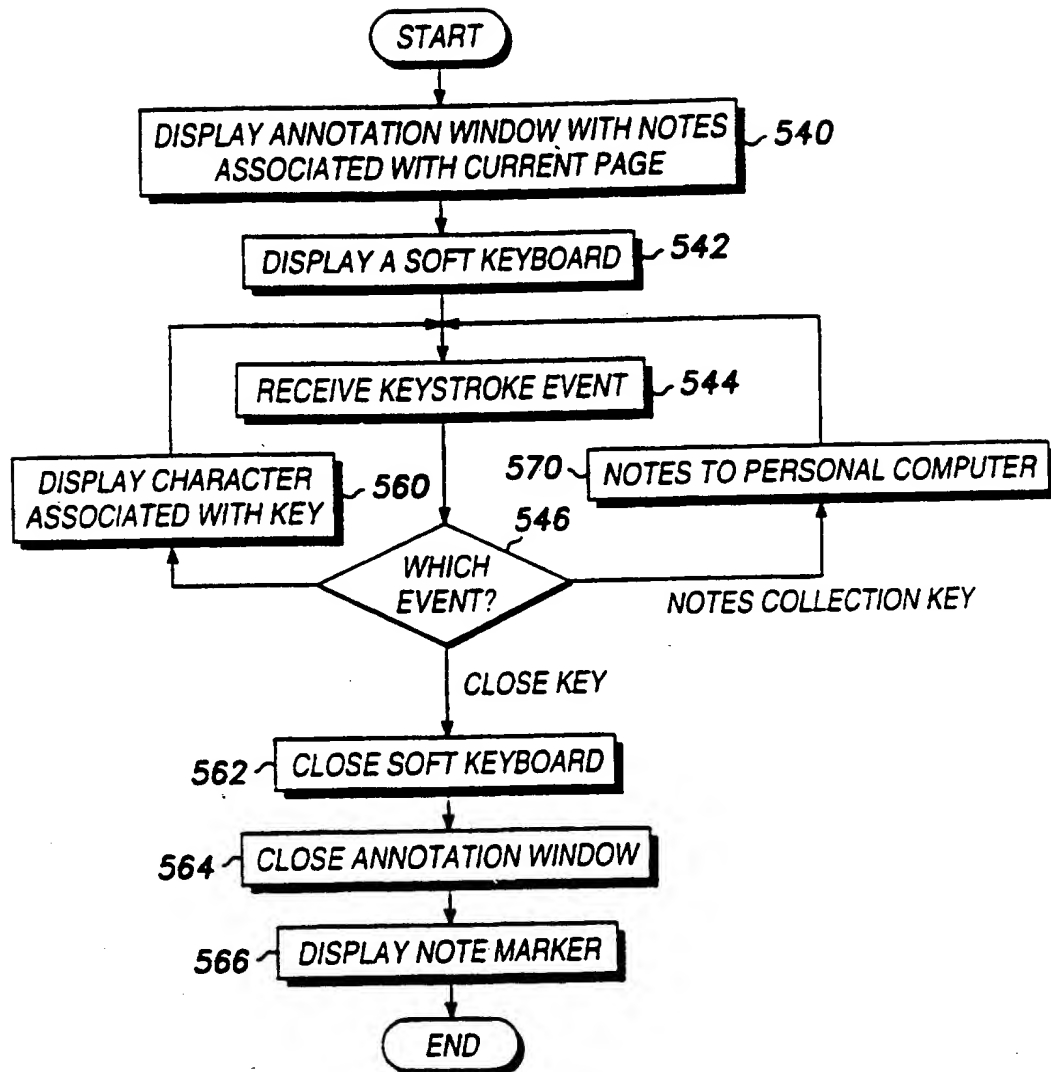 START
DISPLAY ANNOTATION WINDOW WITH NOTES
ASSOCIATED WITH CURRENT PAGE
540
DISPLAY A SOFT KEYBOARD
542
RECEIVE KEYSTROKE EVENT
544
DISPLAY CHARACTER
ASSOCIATED WITH KEY
560
570
NOTES TO PERSONAL COMPUTER
546
WHICH
EVENT?
NOTES COLLECTION KEY
CLOSE KEY
562
CLOSE SOFT KEYBOARD
564
CLOSE ANNOTATION WINDOW
566
DISPLAY NOTE MARKER
END